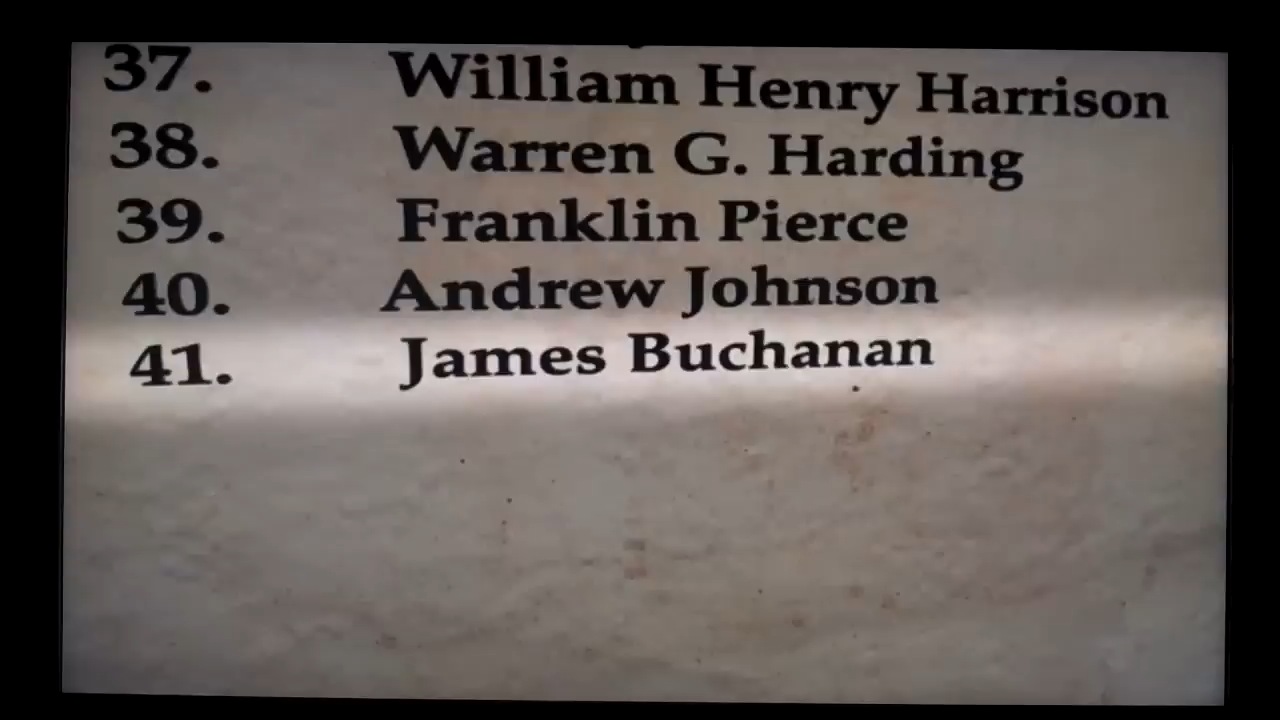 37. William Henry Harrison
38. Warren G. Harding
39. Franklin Pierce
40. Andrew Johnson
41. James Buchanan